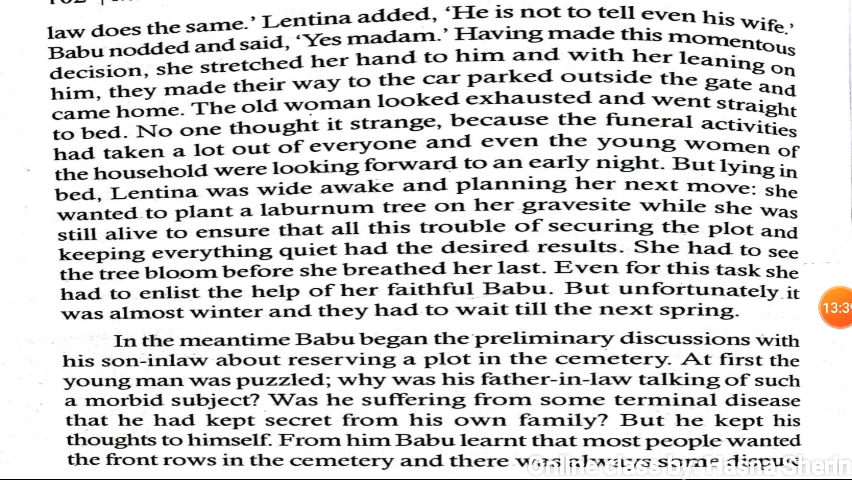 law does the same.' Lentina added, 'He is not to tell even his wife.'
Babu nodded and said, 'Yes madam.' Having made this momentous
decision, she stretched her hand to him and with her leaning on
him, they made their way to the car parked outside the gate and
came home. The old woman looked exhausted and went straight
to bed. No one thought it strange, because the funeral activities
had taken a lot out of everyone and even the young women of
the household were looking forward to an early night. But lying in
bed, Lentina was wide awake and planning her next move: she
wanted to plant a laburnum tree on her gravesite while she was
still alive to ensure that all this trouble of securing the plot and
keeping everything quiet had the desired results. She had to see
the tree bloom before she breathed her last. Even for this task she
had to enlist the help of her faithful Babu. But unfortunately it
was almost winter and they had to wait till the next spring.
13:39
In the meantime Babu began the preliminary discussions with
his son-inlaw about reserving a plot in the cemetery. At first the
young man was puzzled; why was his father-in-law talking of such
a morbid subject? Was he suffering from some terminal disease
that he had kept secret from his own family? But he kept his
thoughts to himself. From him Babu learnt that most people wanted
the front rows in the cemetery and there was always some
Online class by Hasna Sherin